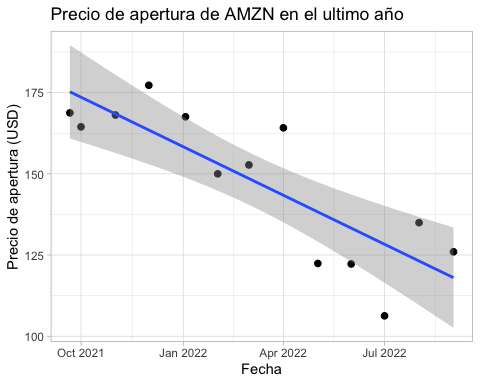 Precio de apertura de AMZN en el ultimo año
Precio de apertura (USD)
175
150
125
100
Oct 2021
Jan 2022
Apr 2022
Jul 2022
Fecha